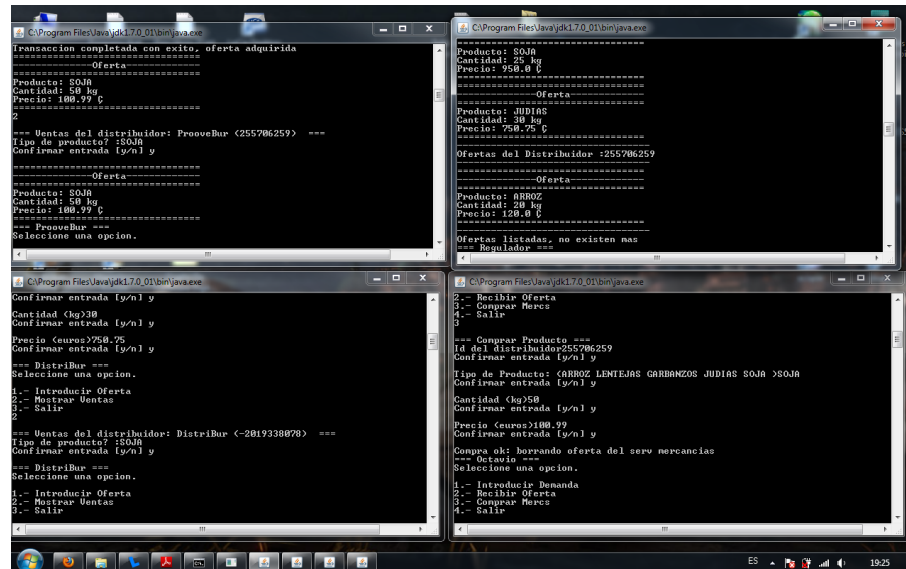 C:\Program Files\Java\jdk1.7.0_01\bin\java.exe
Transaccion completada con exito, oferta adquirida
==================================
--------------Oferta--------------
==================================
Producto: SOJA
Cantidad: 50 kg
Precio: 100.99 Ç
==================================
2
=== Ventas del distribuidor: ProoveBur (255706259)  ===
Tipo de producto? :SOJA
Confirmar entrada [y/n] y
==================================
--------------Oferta--------------
==================================
Producto: SOJA
Cantidad: 50 kg
Precio: 100.99 Ç
==================================
=== ProoveBur ===
Seleccione una opcion.
C:\Program Files\Java\jdk1.7.0_01\bin\java.exe
==================================
Producto: SOJA
Cantidad: 25 kg
Precio: 950.0 Ç
==================================
==================================
--------------Oferta--------------
==================================
Producto: JUDIAS
Cantidad: 30 kg
Precio: 750.75 Ç
==================================
-----------------------------------
Ofertas del Distribuidor :255706259
-----------------------------------
==================================
--------------Oferta--------------
==================================
Producto: ARROZ
Cantidad: 20 kg
Precio: 120.0 Ç
==================================
-----------------------------------
Ofertas listadas, no existen mas
=== Regulador ===
C:\Program Files\Java\jdk1.7.0_01\bin\java.exe
Confirmar entrada [y/n] y
Cantidad (kg)30
Confirmar entrada [y/n] y
Precio (euros)750.75
Confirmar entrada [y/n] y
=== DistriBur ===
Seleccione una opcion.
1.- Introducir Oferta
2.- Mostrar Ventas
3.- Salir
2
=== Ventas del distribuidor: DistriBur (-2019338078)  ===
Tipo de producto? :SOJA
Confirmar entrada [y/n] y
=== DistriBur ===
Seleccione una opcion.
1.- Introducir Oferta
2.- Mostrar Ventas
3.- Salir
C:\Program Files\Java\jdk1.7.0_01\bin\java.exe
2.- Recibir Oferta
3.- Comprar Mercs
4.- Salir
3
=== Comprar Producto ===
Id del distribuidor255706259
Confirmar entrada [y/n] y
Tipo de Producto: (ARROZ LENTEJAS GARBANZOS JUDIAS SOJA )SOJA
Confirmar entrada [y/n] y
Cantidad (kg)50
Confirmar entrada [y/n] y
Precio (euros)100.99
Confirmar entrada [y/n] y
Compra ok: borrando oferta del serv mercancias
=== Octavio ===
Seleccione una opcion.
1.- Introducir Demanda
2.- Recibir Oferta
3.- Comprar Mercs
4.- Salir
ES
19:25